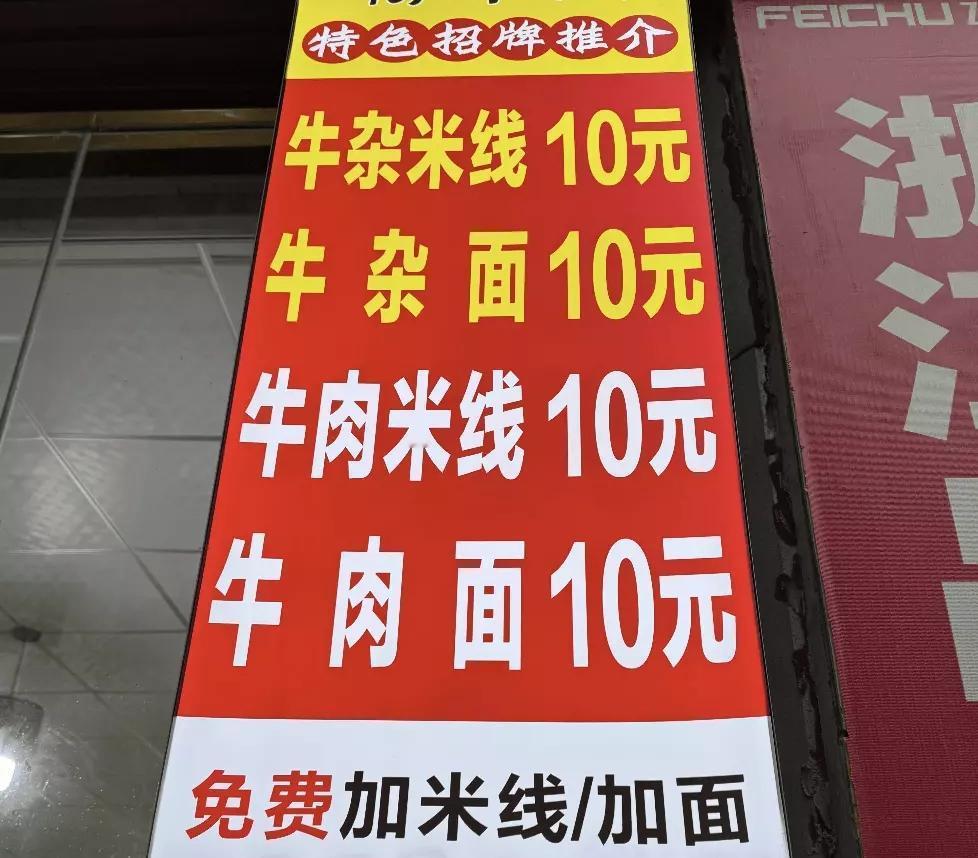 特色招牌推介
牛杂米线 10元
牛杂面 10元
牛肉米线 10元
牛肉面 10元
免费加米线/加面
FEICHU
浙